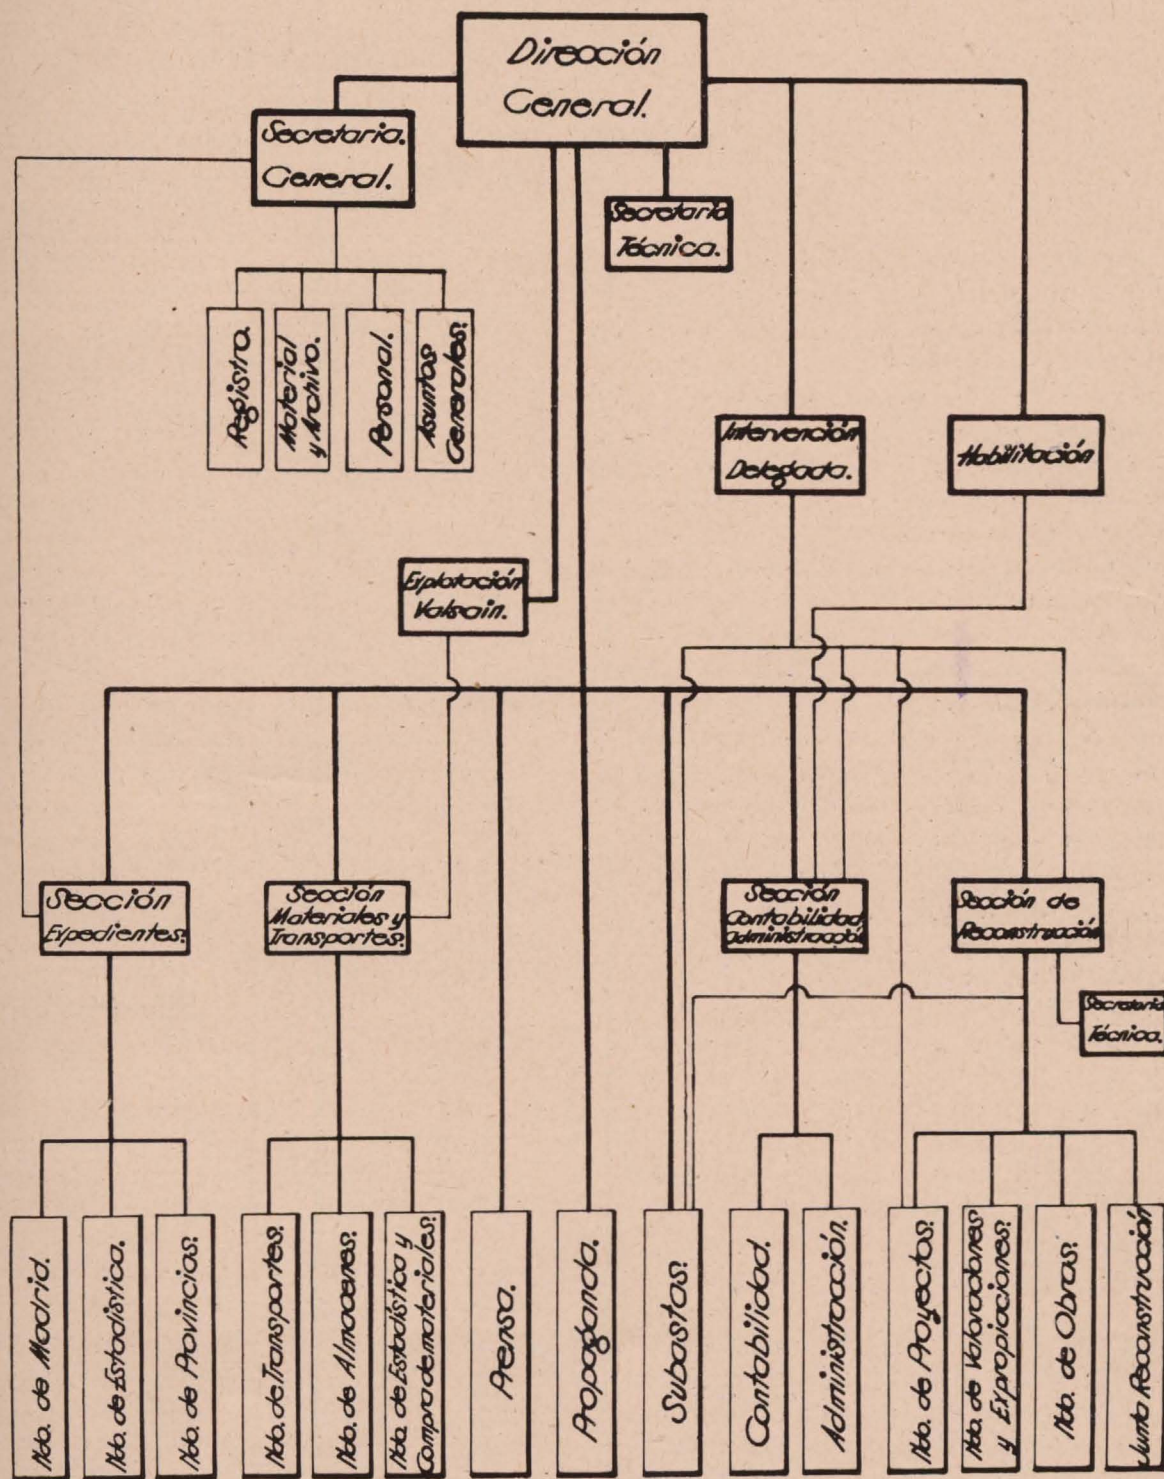 Dirección
General.
Secretaria.
General.
Secretaria
Técnica.
Registro.
Material
y Archivo.
Personal.
Asuntos
Generales.
Intervención
Delegada.
Habilitación
Explotación
Valsain.
Sección
Expedientes.
Sección
Materiales y
Transportes.
Sección
Contabilidad
Administración
Sección de
Reconstrucción
Secretaria
Técnica.
Ndo. de Madrid.
Ndo. de Estadística.
Ndo. de Provincias.
Ndo. de Transportes.
Ndo. de Almacenes.
Ndo. de Estadística y
Compra de materiales.
Prensa.
Propaganda.
Subastas.
Contabilidad.
Administración.
Ndo. de Proyectos.
Ndo. de Valoraciones
y Expropiaciones.
Ndo. de Obras.
Junta Reconstrucción